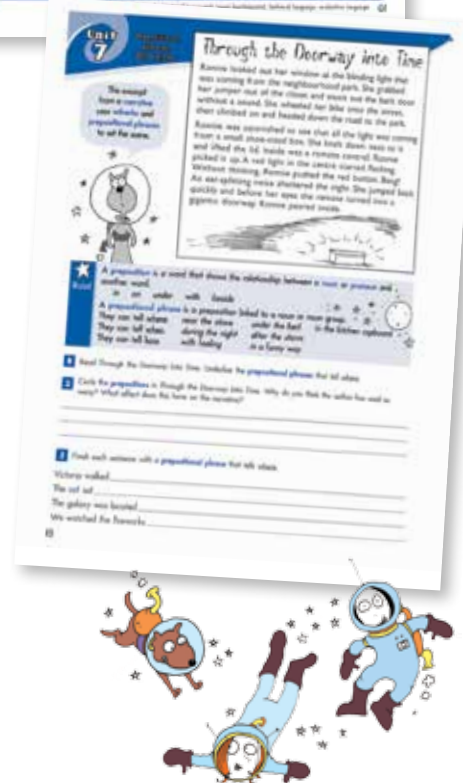 Unit
7
Through the Doorway into Time
Ronnie looked out her window at the blinding light that
was coming from the neighbourhood park. She grabbed
her jumper out of the closet and snuck out the back door
without a sound. She wheeled her bike onto the street,
then climbed on and headed down the road to the park.
Ronnie was astonished to see that all the light was coming
from a small shoe-sized box. She knelt down next to it
and lifted the lid. Inside was a remote control. Ronnie
picked it up. A red light in the centre started flashing.
Without thinking, Ronnie pushed the red button. Bang!
An ear-splitting noise shattered the night. She jumped back
quickly and before her eyes the remote turned into a
gigantic doorway. Ronnie peered inside.
This excerpt
from a narrative
uses and
prepositional phrases
to set the scene.
Rule!
A preposition is a word that shows the relationship between a noun or pronoun and
another word.
in on under with beside
A prepositional phrase is a preposition linked to a noun or noun group.
They can tell where near the store under the bed in the kitchen cupboard
They can tell when during the night after the storm
They can tell how with feeling in a funny way
1 Read Through the Doorway into Time. Underline the prepositional phrases that tell where.
2 Circle the prepositions in Through the Doorway into Time. Why do you think the author has used so
many? What effect does this have on the narrative?
3 Finish each sentence with a prepositional phrase that tells where.
Victoria walked
The cat sat
The galaxy was located
We watched the fireworks